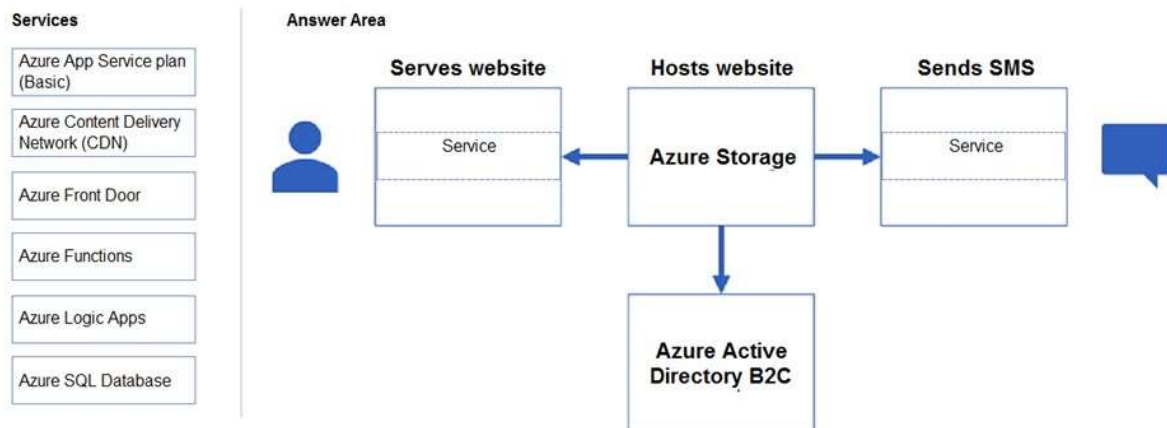 Services
Azure App Service plan
(Basic)
Azure Content Delivery
Network (CDN)
Azure Front Door
Azure Functions
Azure Logic Apps
Azure SQL Database
Answer Area
Serves website
Service
Hosts website
Azure Storage
Sends SMS
Service
Azure Active
Directory B2C